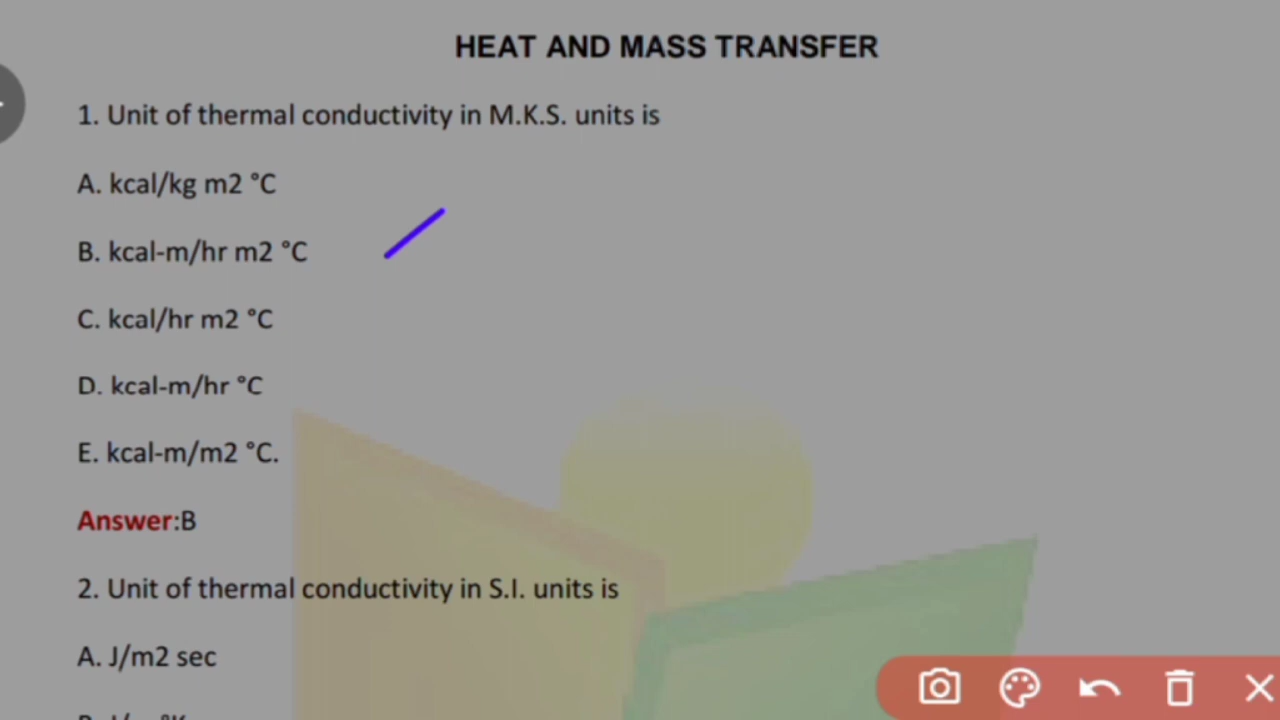 HEAT AND MASS TRANSFER
1. Unit of thermal conductivity in M.K.S. units is
A. kcal/kg m2 °C
B. kcal-m/hr m2 °C
C. kcal/hr m2 °C
D. kcal-m/hr °C
E. kcal-m/m2 °C.
Answer:B
2. Unit of thermal conductivity in S.I. units is
A. J/m2 sec